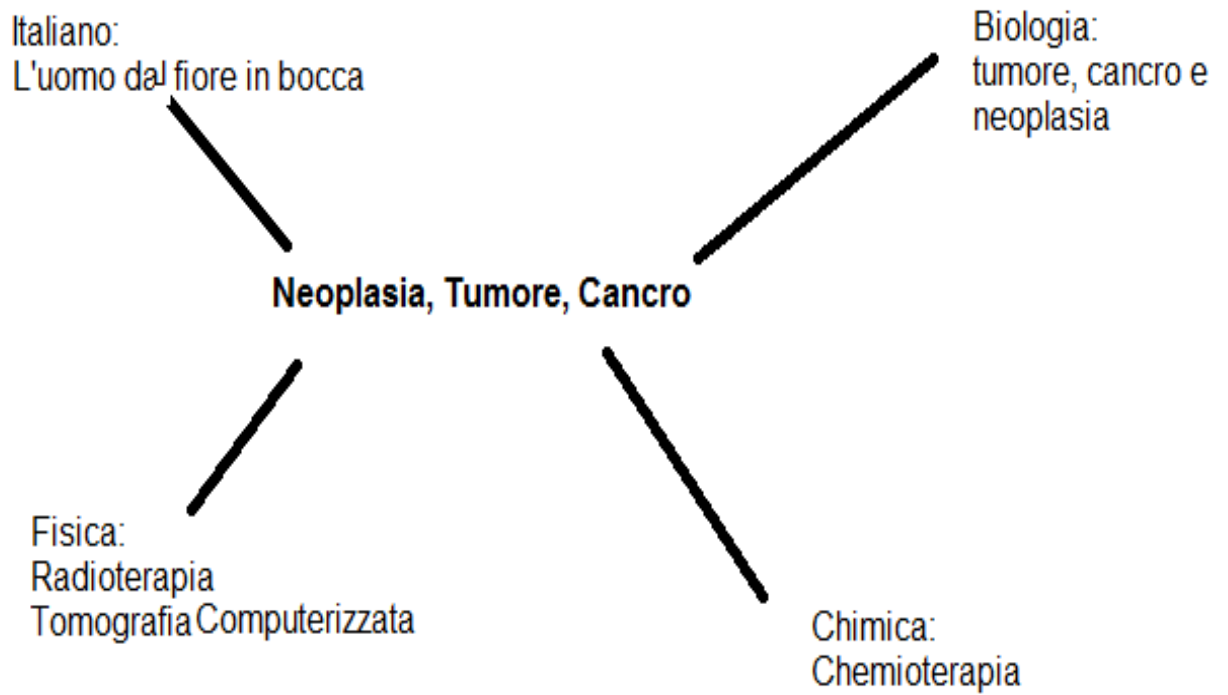 Italiano:
L'uomo dal fiore in bocca
Biologia:
tumore, cancro e
neoplasia
Neoplasia, Tumore, Cancro
Fisica:
Radioterapia
Tomografia Computerizzata
Chimica:
Chemioterapia